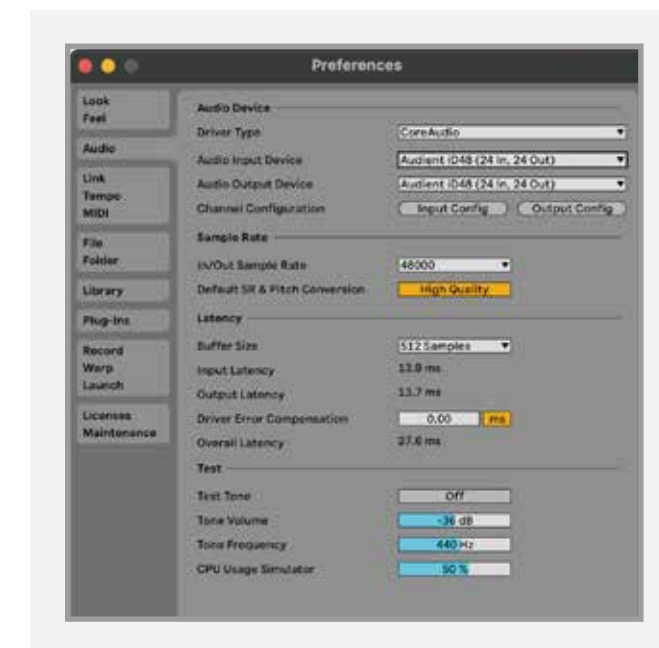 Preferences
Look
Feel
Audio
Link
Tempo
MIDI
File
Folder
Library
Plug-Ins
Record
Warp
Launch
Licenses
Maintenance
Audio Device
Driver Type CoreAudio
Audio Input Device Audient iD48 (24 In, 24 Out)
Audio Output Device Audient iD48 (24 In, 24 Out)
Channel Configuration Input Config Output Config
Sample Rate
In/Out Sample Rate 48000
Default SR & Pitch Conversion High Quality
Latency
Buffer Size 512 Samples
Input Latency 13.9 ms
Output Latency 13.7 ms
Driver Error Compensation 0.00 ms
Overall Latency 27.6 ms
Test
Test Tone Off
Tone Volume -36 dB
Tone Frequency 440 Hz
CPU Usage Simulator 50 %